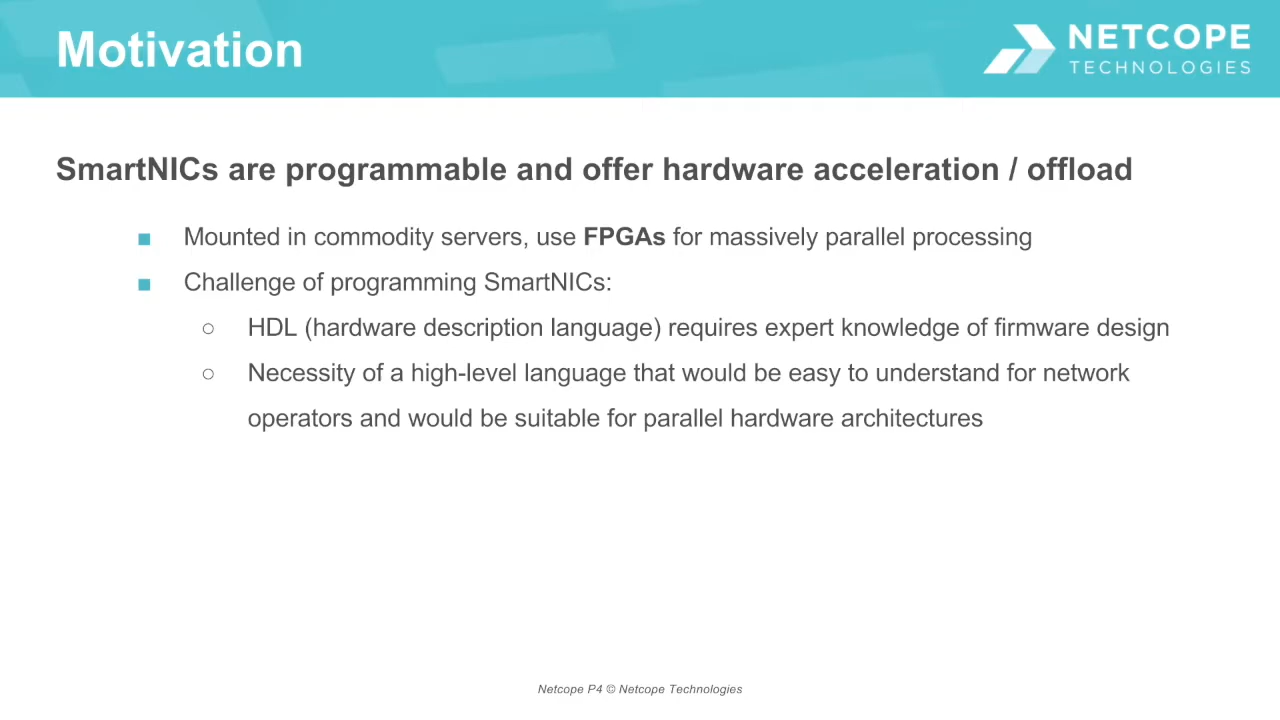 Motivation
NETCOPE
TECHNOLOGIES
SmartNICs are programmable and offer hardware acceleration / offload
■ Mounted in commodity servers, use FPGAs for massively parallel processing
■ Challenge of programming SmartNICs:
○ HDL (hardware description language) requires expert knowledge of firmware design
○ Necessity of a high-level language that would be easy to understand for network
operators and would be suitable for parallel hardware architectures
Netcope P4 © Netcope Technologies